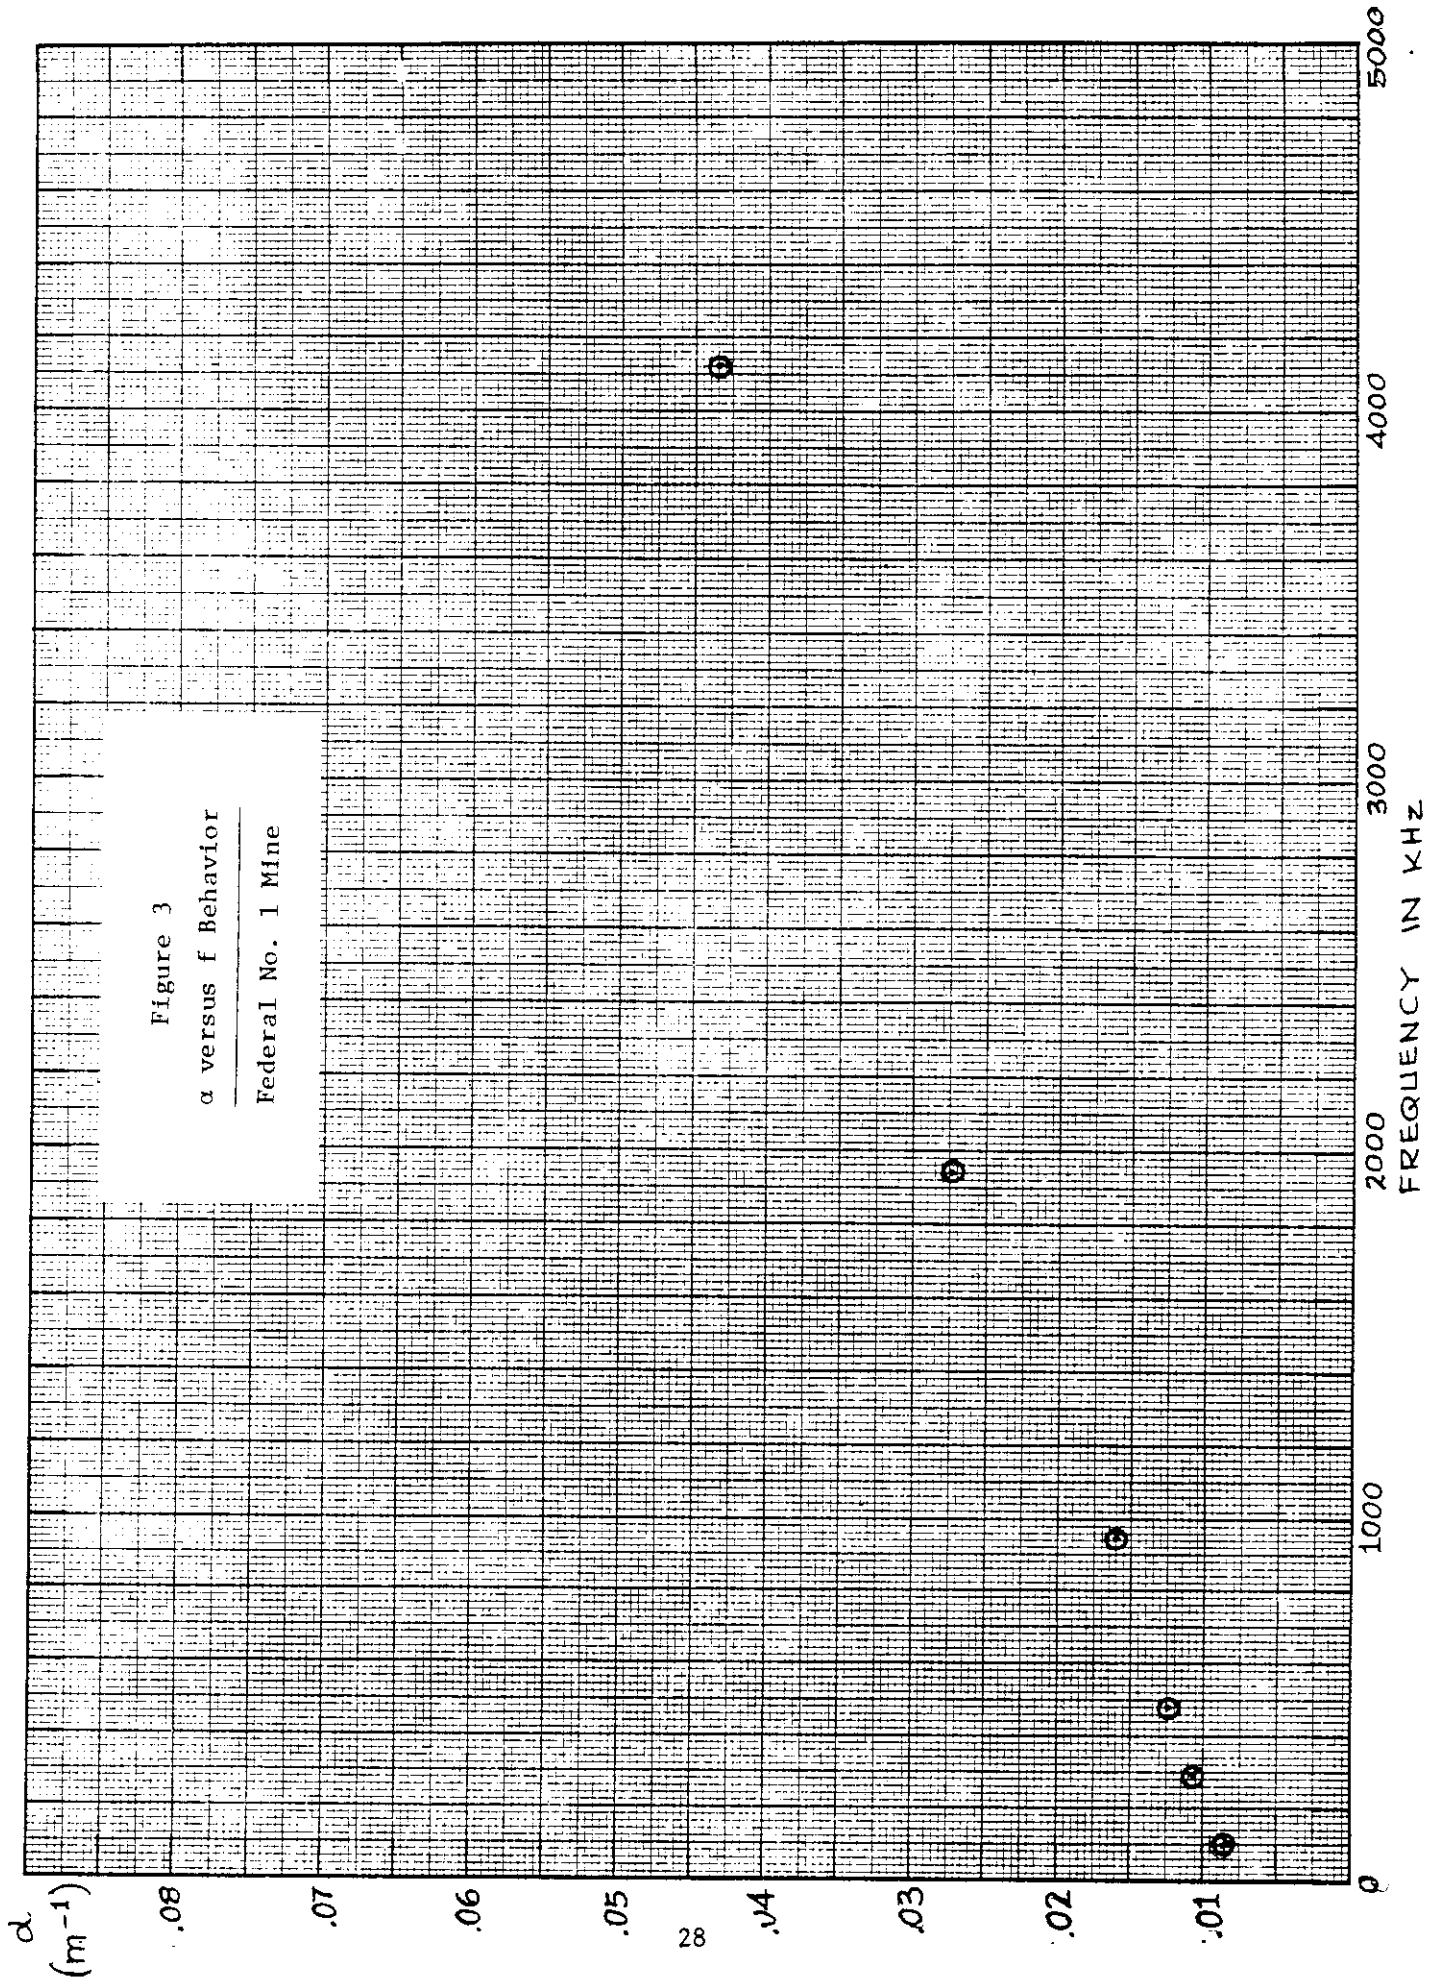 Figure 3
α versus f Behavior
Federal No. 1 Mine
α
(m⁻¹)
.08
.07
.06
.05
.04
.03
.02
.01
0
1000
2000
3000
4000
5000
FREQUENCY IN KHz
28